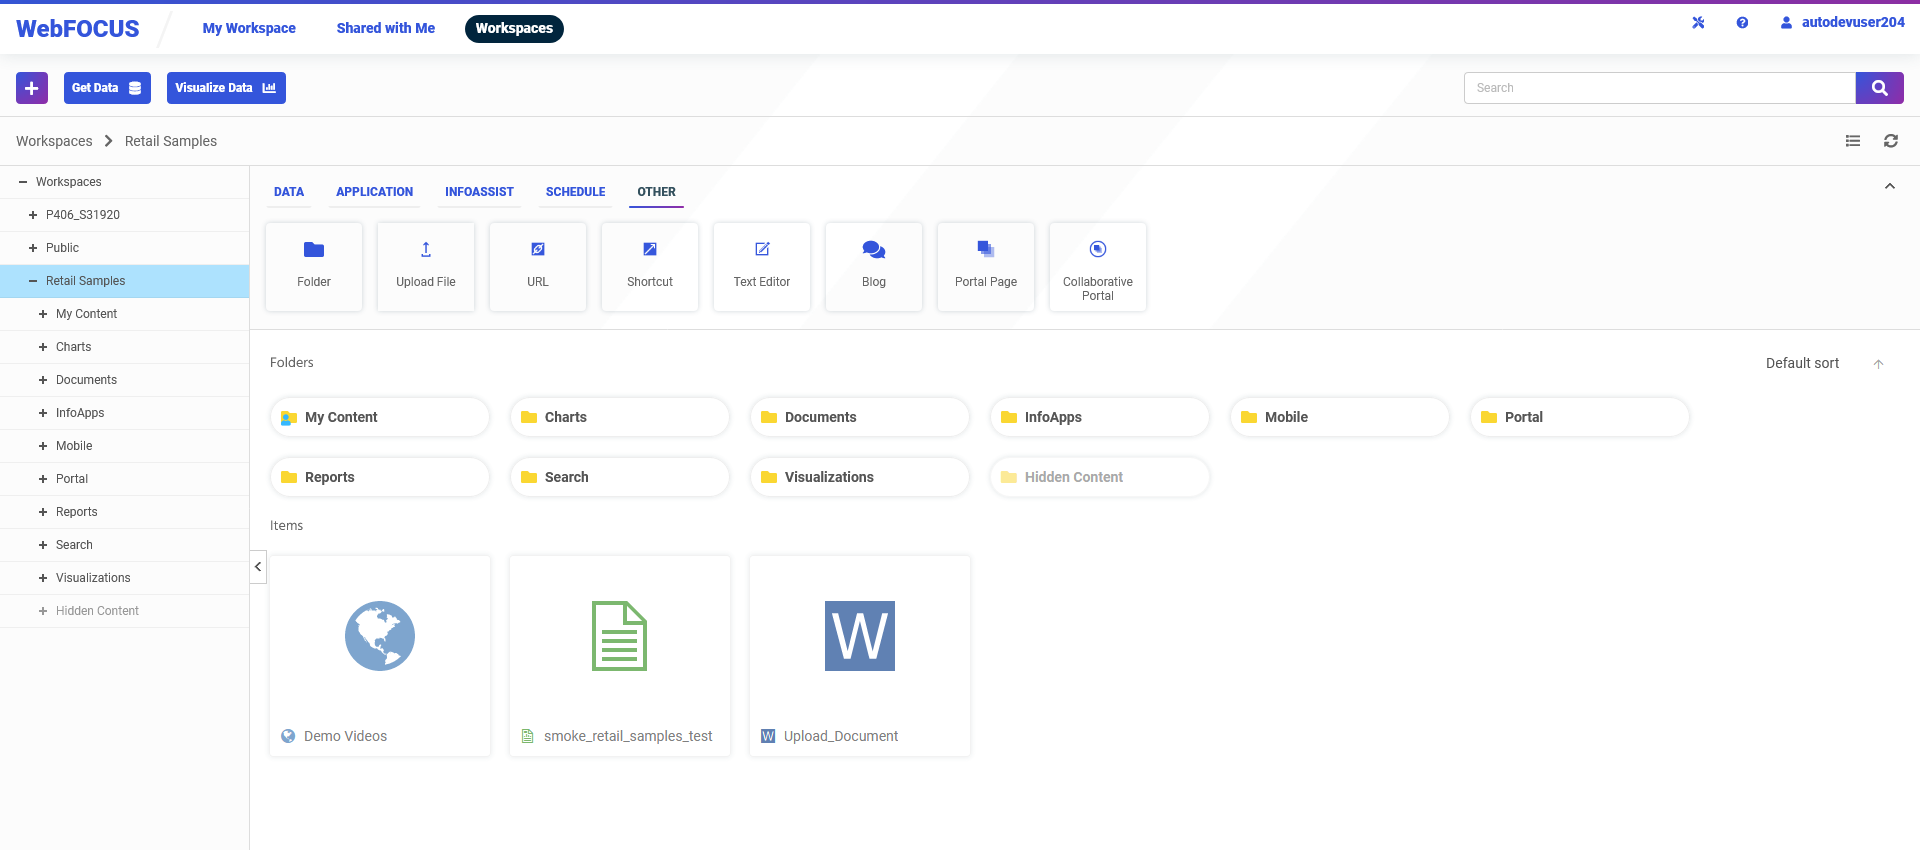 WebFOCUS
My Workspace
Shared with Me
Workspaces
autodevuser204
Get Data
Visualize Data
Search
Workspaces
Retail Samples
Workspaces
P406_S31920
Public
Retail Samples
My Content
Charts
Documents
InfoApps
Mobile
Portal
Reports
Search
Visualizations
Hidden Content
DATA
APPLICATION
INFOASSIST
SCHEDULE
OTHER
Folder
Upload File
URL
Shortcut
Text Editor
Blog
Portal Page
Collaborative
Portal
Folders
Default sort
My Content
Charts
Documents
InfoApps
Mobile
Portal
Reports
Search
Visualizations
Hidden Content
Items
W
Demo Videos
smoke_retail_samples_test
W
Upload_Document